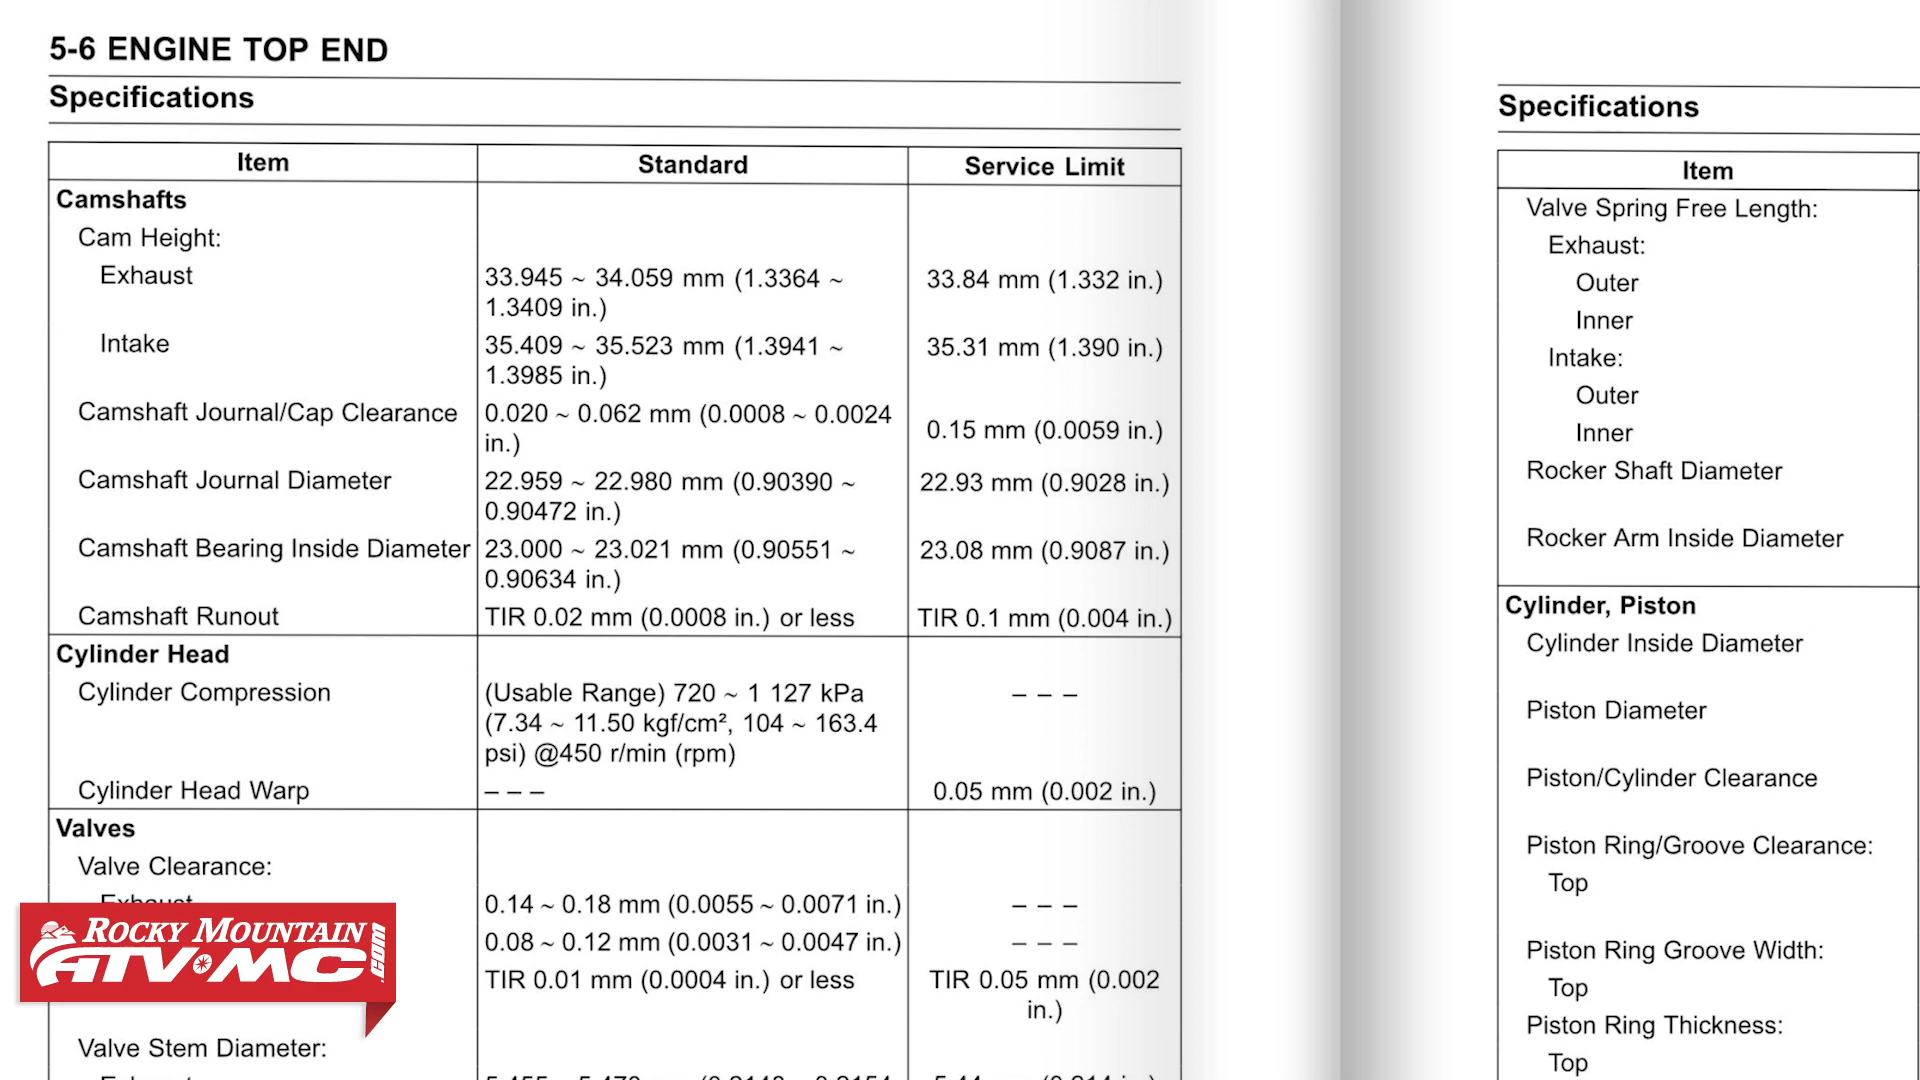 5-6 ENGINE TOP END
Specifications
Item Standard Service Limit
Camshafts
Cam Height:
Exhaust 33.945 ~ 34.059 mm (1.3364 ~ 33.84 mm (1.332 in.)
1.3409 in.)
Intake 35.409 ~ 35.523 mm (1.3941 ~ 35.31 mm (1.390 in.)
1.3985 in.)
Camshaft Journal/Cap Clearance 0.020 ~ 0.062 mm (0.0008 ~ 0.0024 0.15 mm (0.0059 in.)
in.)
Camshaft Journal Diameter 22.959 ~ 22.980 mm (0.90390 ~ 22.93 mm (0.9028 in.)
0.90472 in.)
Camshaft Bearing Inside Diameter 23.000 ~ 23.021 mm (0.90551 ~ 23.08 mm (0.9087 in.)
0.90634 in.)
Camshaft Runout TIR 0.02 mm (0.0008 in.) or less TIR 0.1 mm (0.004 in.)
Cylinder Head
Cylinder Compression (Usable Range) 720 ~ 1 127 kPa – – –
(7.34 ~ 11.50 kgf/cm², 104 ~ 163.4
psi) @450 r/min (rpm)
Cylinder Head Warp – – – 0.05 mm (0.002 in.)
Valves
Valve Clearance:
Exhaust 0.14 ~ 0.18 mm (0.0055 ~ 0.0071 in.) – – –
0.08 ~ 0.12 mm (0.0031 ~ 0.0047 in.) – – –
TIR 0.01 mm (0.0004 in.) or less TIR 0.05 mm (0.002
in.)
Valve Stem Diameter:
ROCKY MOUNTAIN
ATV•MC
.COM
Specifications
Item
Valve Spring Free Length:
Exhaust:
Outer
Inner
Intake:
Outer
Inner
Rocker Shaft Diameter
Rocker Arm Inside Diameter
Cylinder, Piston
Cylinder Inside Diameter
Piston Diameter
Piston/Cylinder Clearance
Piston Ring/Groove Clearance:
Top
Piston Ring Groove Width:
Top
Piston Ring Thickness:
Top